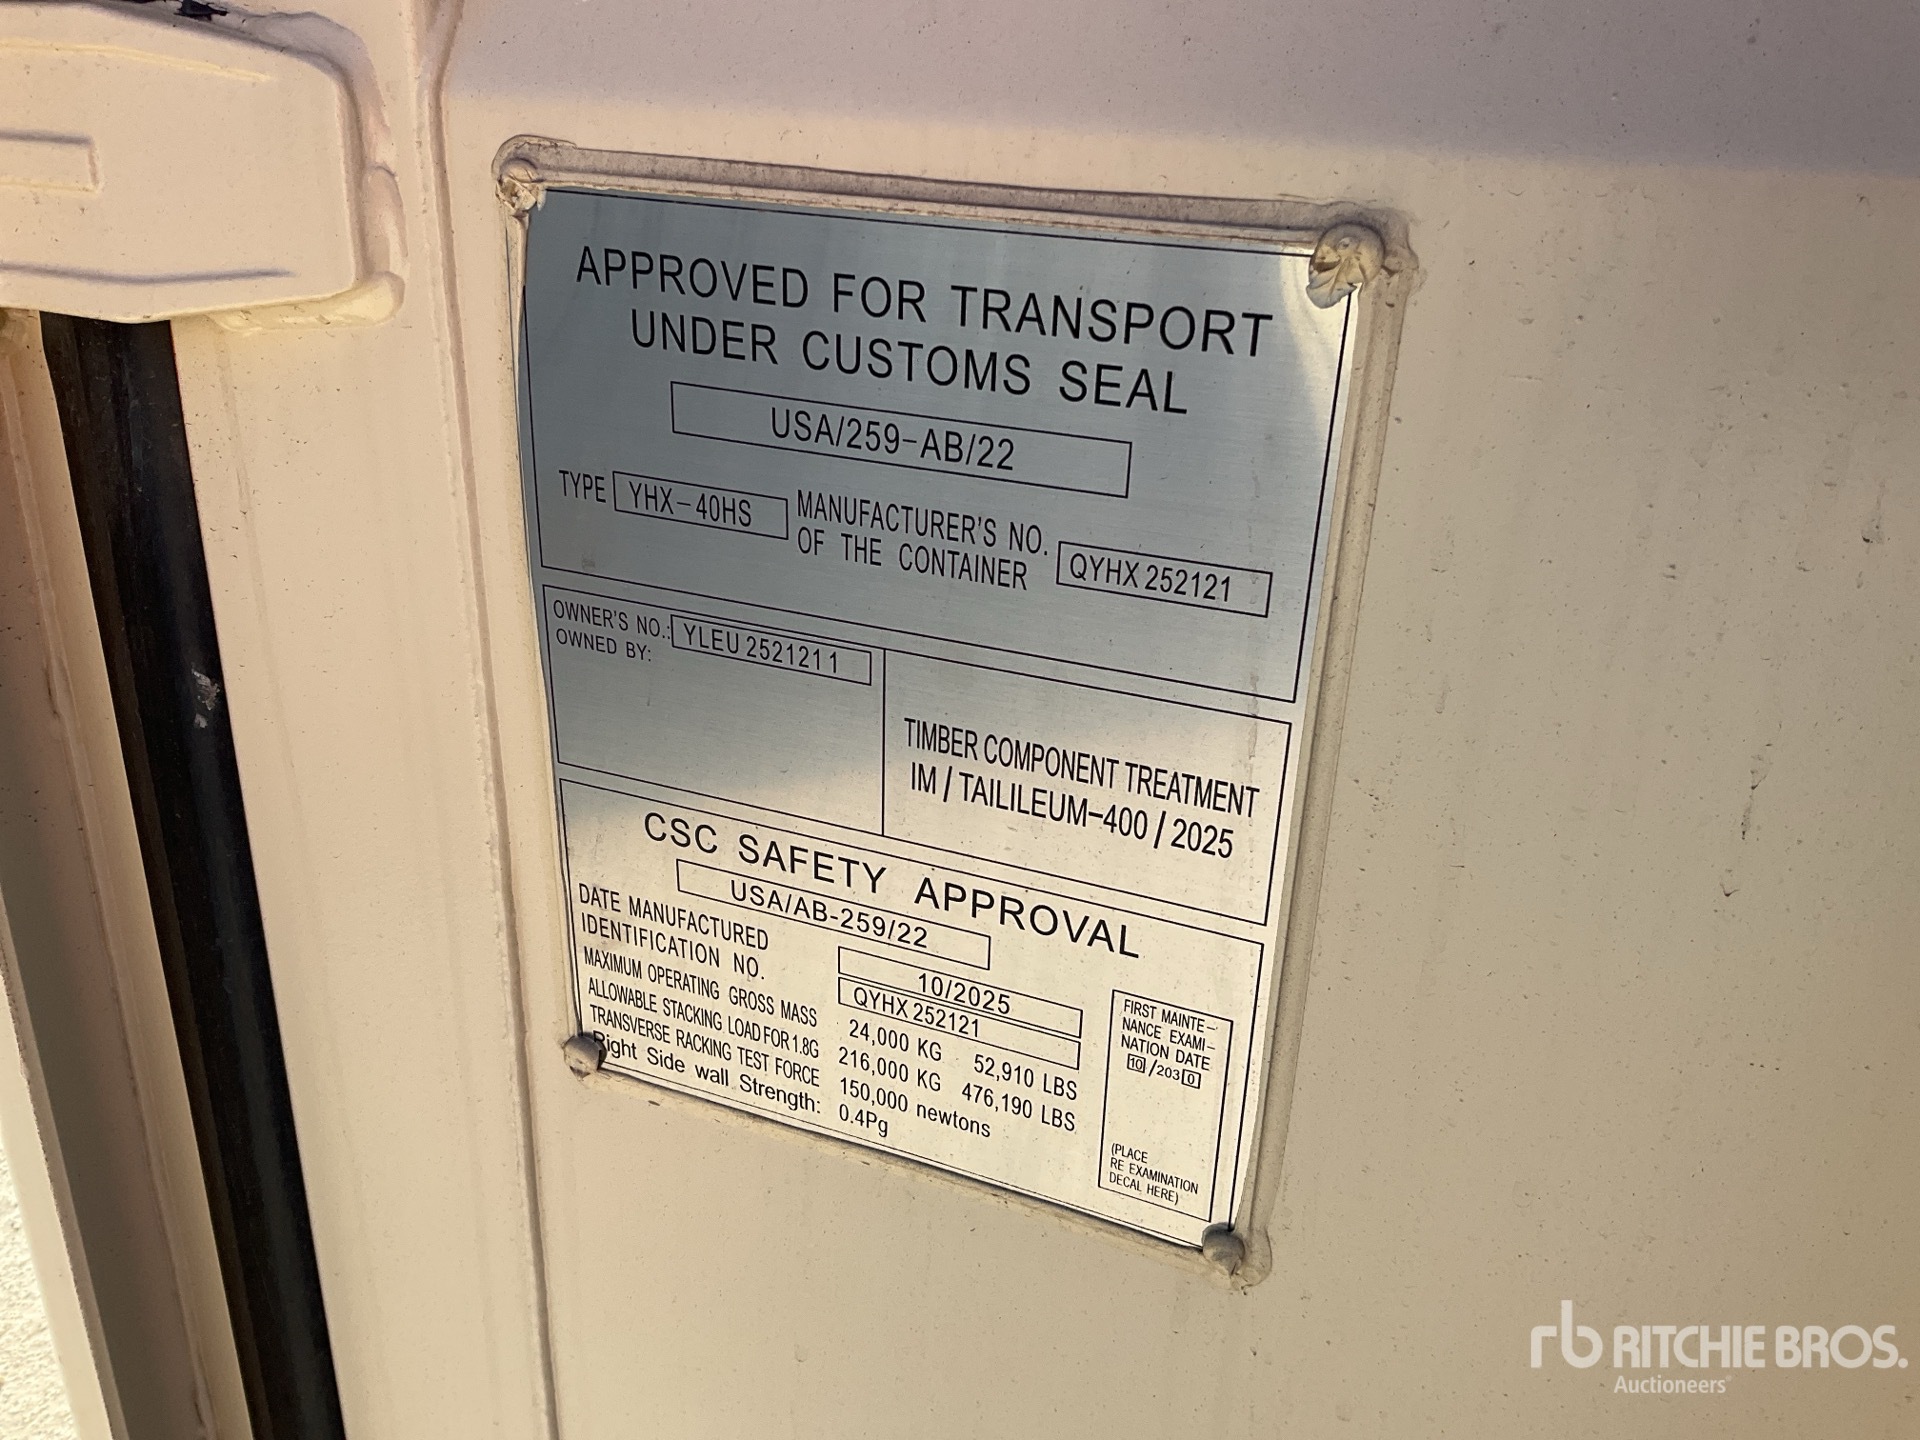 APPROVED FOR TRANSPORT
UNDER CUSTOMS SEAL
USA/259-AB/22
TYPE YHX-40HS MANUFACTURER'S NO.
OF THE CONTAINER QYHX 252121
OWNER'S NO.: YLEU 252121 1
OWNED BY:
TIMBER COMPONENT TREATMENT
IM / TAILILEUM-400 / 2025
CSC SAFETY APPROVAL
USA/AB-259/22
DATE MANUFACTURED 10/2025
IDENTIFICATION NO. QYHX 252121
MAXIMUM OPERATING GROSS MASS 24,000 KG 52,910 LBS
ALLOWABLE STACKING LOAD FOR 1.8G 216,000 KG 476,190 LBS
TRANSVERSE RACKING TEST FORCE 150,000 newtons
Right Side wall Strength: 0.4Pg
FIRST MAINTE-
NANCE EXAMI-
NATION DATE
10/2030
(PLACE
RE EXAMINATION
DECAL HERE)
rb RITCHIE BROS.
Auctioneers